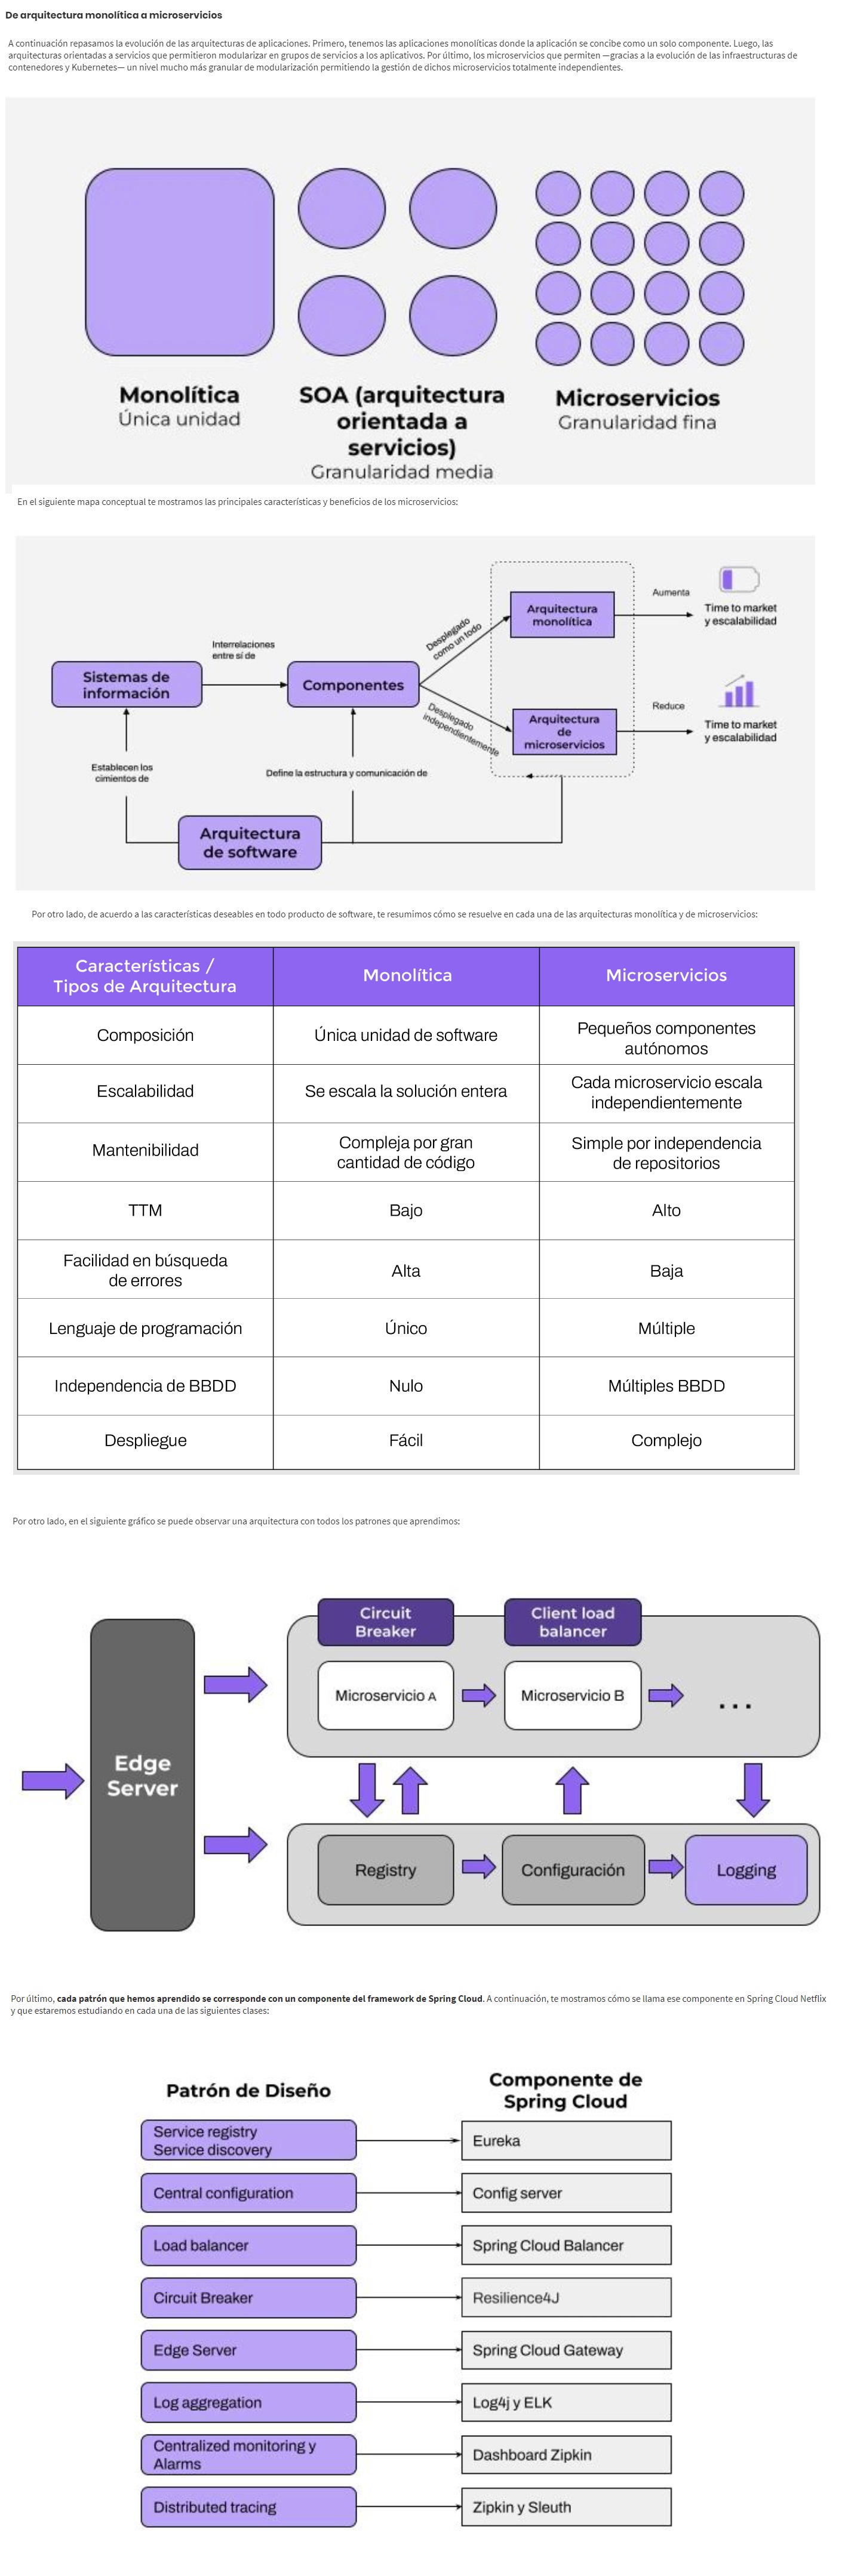 De arquitectura monolítica a microservicios
A continuación repasamos la evolución de las arquitecturas de aplicaciones. Primero, tenemos las aplicaciones monolíticas donde la aplicación se concibe como un solo componente. Luego, las
arquitecturas orientadas a servicios que permitieron modularizar en grupos de servicios a los aplicativos. Por último, los microservicios que permiten —gracias a la evolución de las infraestructuras de
contenedores y Kubernetes— un nivel mucho más granular de modularización permitiendo la gestión de dichos microservicios totalmente independientes.
Monolítica
Única unidad
SOA (arquitectura
orientada a
servicios)
Granularidad media
Microservicios
Granularidad fina
En el siguiente mapa conceptual te mostramos las principales características y beneficios de los microservicios:
Sistemas de
información
Interrelaciones
entre sí de
Componentes
Desplegado
como un todo
Desplegado
independientemente
Arquitectura
monolítica
Aumenta
Time to market
y escalabilidad
Arquitectura
de
microservicios
Reduce
Time to market
y escalabilidad
Establecen los
cimientos de
Define la estructura y comunicación de
Arquitectura
de software
Por otro lado, de acuerdo a las características deseables en todo producto de software, te resumimos cómo se resuelve en cada una de las arquitecturas monolítica y de microservicios:
Características /
Tipos de Arquitectura
Monolítica
Microservicios
Composición
Única unidad de software
Pequeños componentes
autónomos
Escalabilidad
Se escala la solución entera
Cada microservicio escala
independientemente
Mantenibilidad
Compleja por gran
cantidad de código
Simple por independencia
de repositorios
TTM
Bajo
Alto
Facilidad en búsqueda
de errores
Alta
Baja
Lenguaje de programación
Único
Múltiple
Independencia de BBDD
Nulo
Múltiples BBDD
Despliegue
Fácil
Complejo
Por otro lado, en el siguiente gráfico se puede observar una arquitectura con todos los patrones que aprendimos:
Edge
Server
Circuit
Breaker
Client load
balancer
Microservicio A
Microservicio B
...
Registry
Configuración
Logging
Por último, cada patrón que hemos aprendido se corresponde con un componente del framework de Spring Cloud. A continuación, te mostramos cómo se llama ese componente en Spring Cloud Netflix
y que estaremos estudiando en cada una de las siguientes clases:
Patrón de Diseño
Componente de
Spring Cloud
Service registry
Service discovery
Eureka
Central configuration
Config server
Load balancer
Spring Cloud Balancer
Circuit Breaker
Resilience4J
Edge Server
Spring Cloud Gateway
Log aggregation
Log4j y ELK
Centralized monitoring y
Alarms
Dashboard Zipkin
Distributed tracing
Zipkin y Sleuth